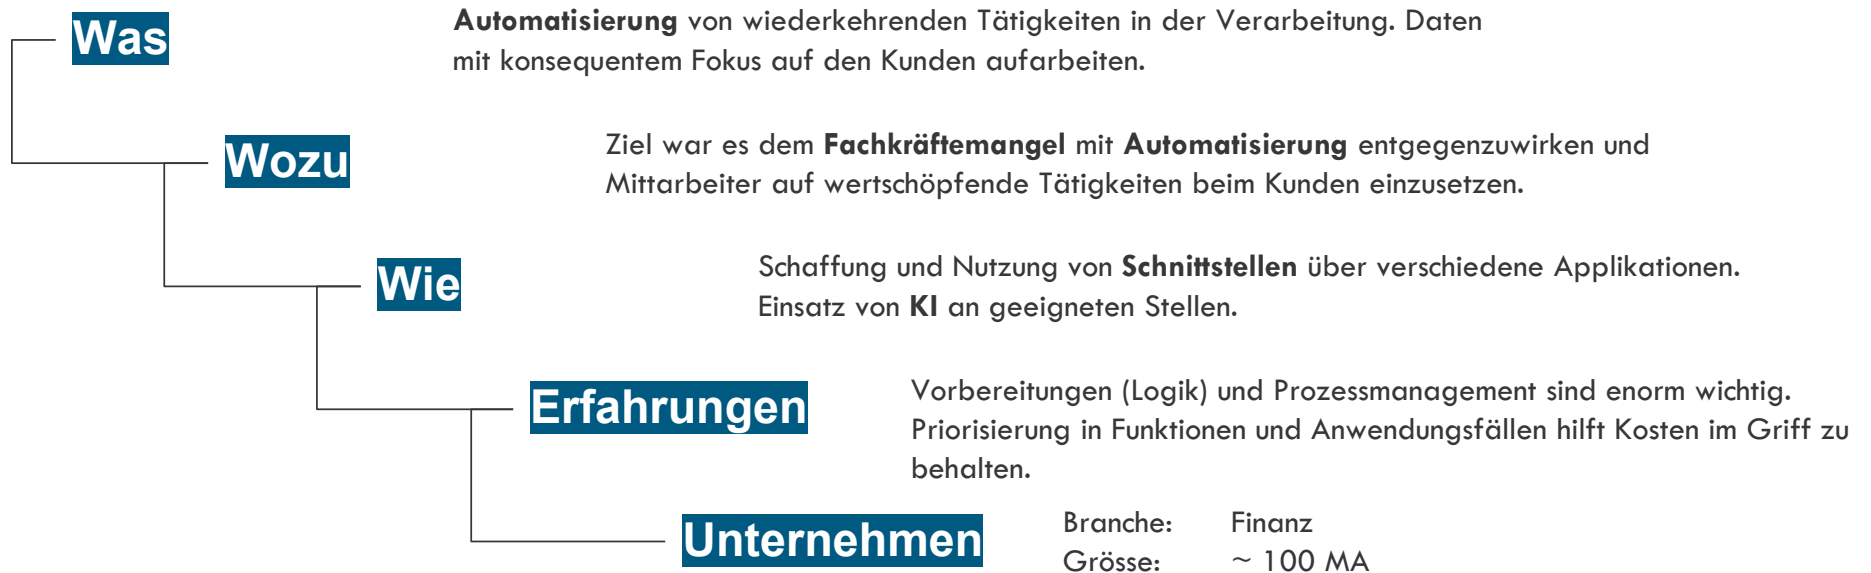 Was
Automatisierung von wiederkehrenden Tätigkeiten in der Verarbeitung. Daten
mit konsequentem Fokus auf den Kunden aufarbeiten.
Wozu
Ziel war es dem Fachkräftemangel mit Automatisierung entgegenzuwirken und
Mittarbeiter auf wertschöpfende Tätigkeiten beim Kunden einzusetzen.
Wie
Schaffung und Nutzung von Schnittstellen über verschiedene Applikationen.
Einsatz von KI an geeigneten Stellen.
Erfahrungen
Vorbereitungen (Logik) und Prozessmanagement sind enorm wichtig.
Priorisierung in Funktionen und Anwendungsfällen hilft Kosten im Griff zu
behalten.
Unternehmen
Branche: Finanz
Grösse: ~ 100 MA